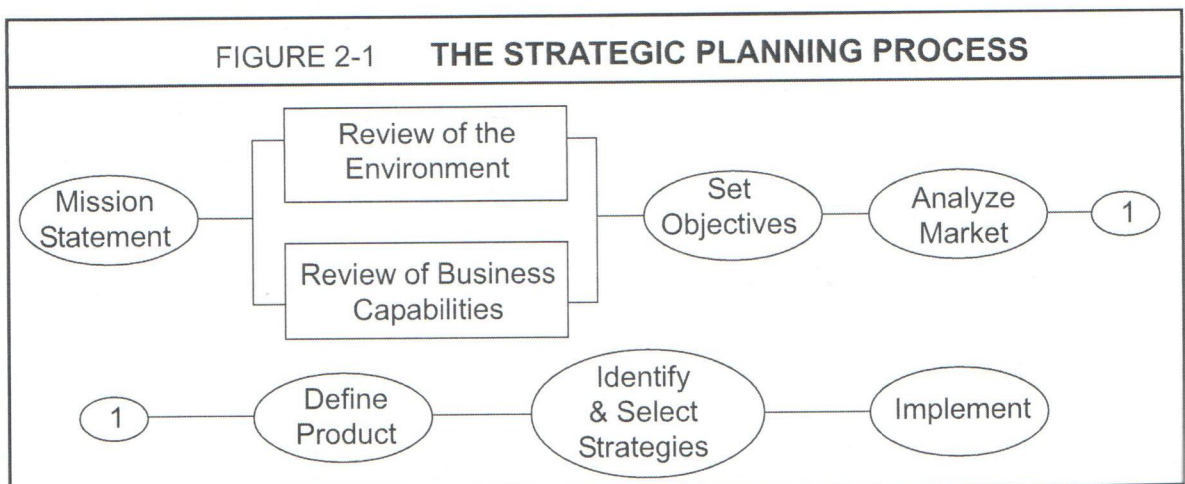 FIGURE 2-1 THE STRATEGIC PLANNING PROCESS
Mission
Statement
Review of the
Environment
Review of Business
Capabilities
Set
Objectives
Analyze
Market
1
1
Define
Product
Identify
& Select
Strategies
Implement